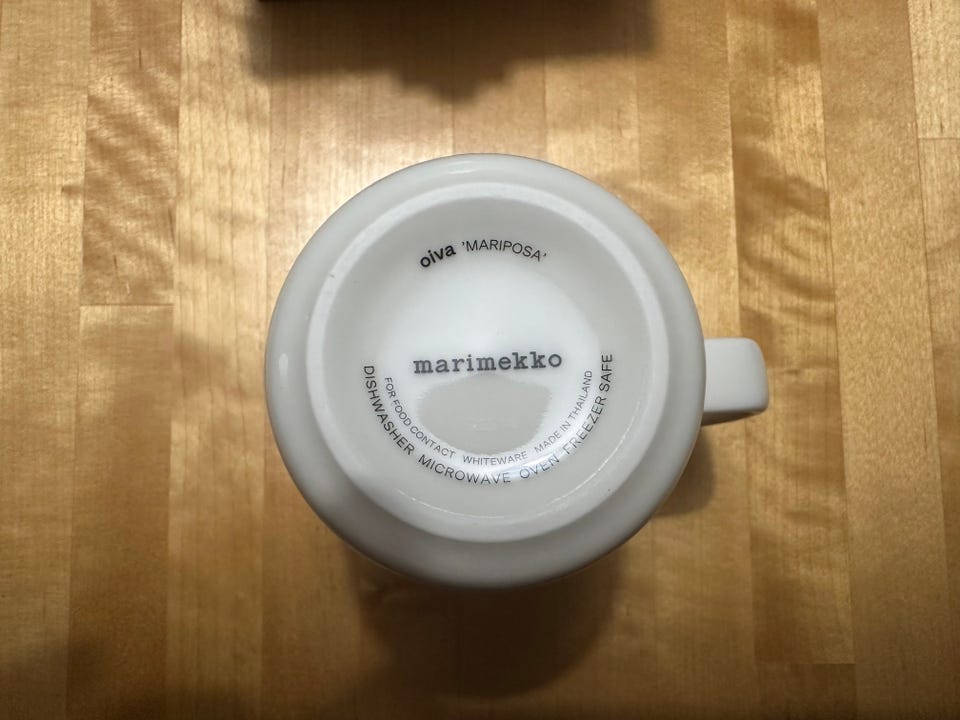 oiva 'MARIPOSA'
marimekko
FOR FOOD CONTACT WHITEWARE MADE IN THAILAND
DISHWASHER MICROWAVE OVEN FREEZER SAFE